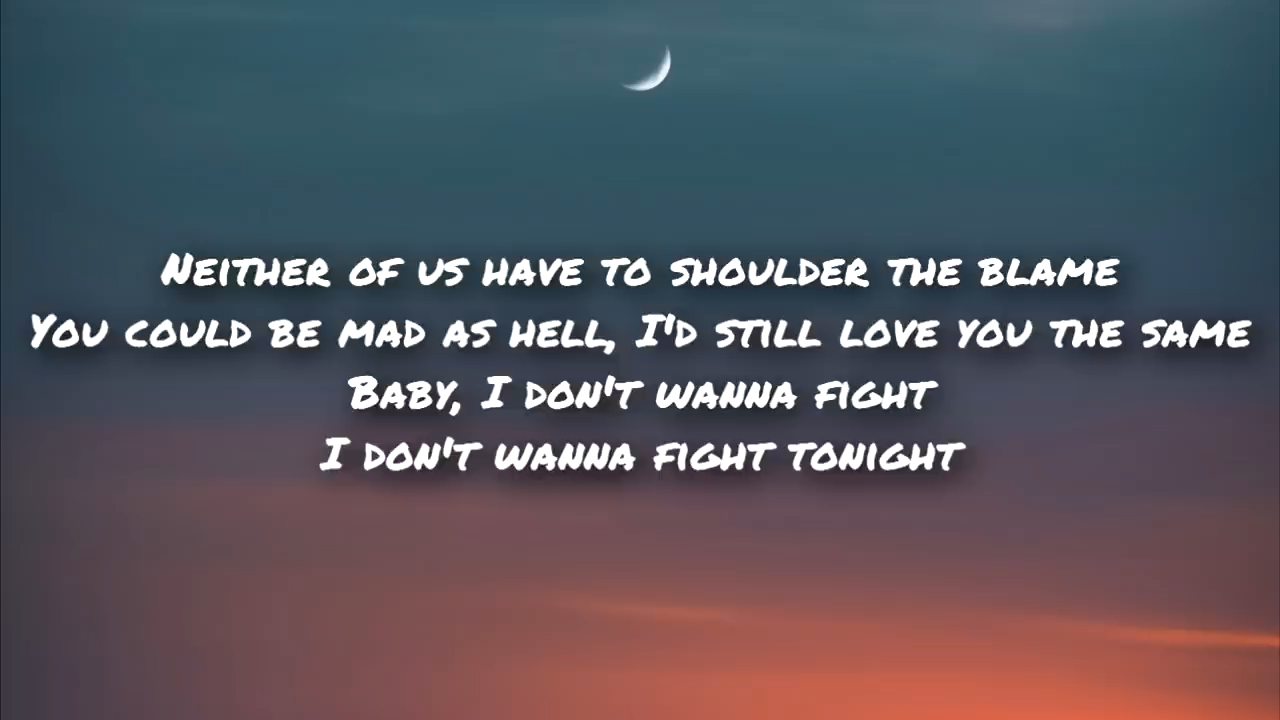 Neither of us have to shoulder the blame
You could be mad as hell, I'd still love you the same
Baby, I don't wanna fight
I don't wanna fight tonight